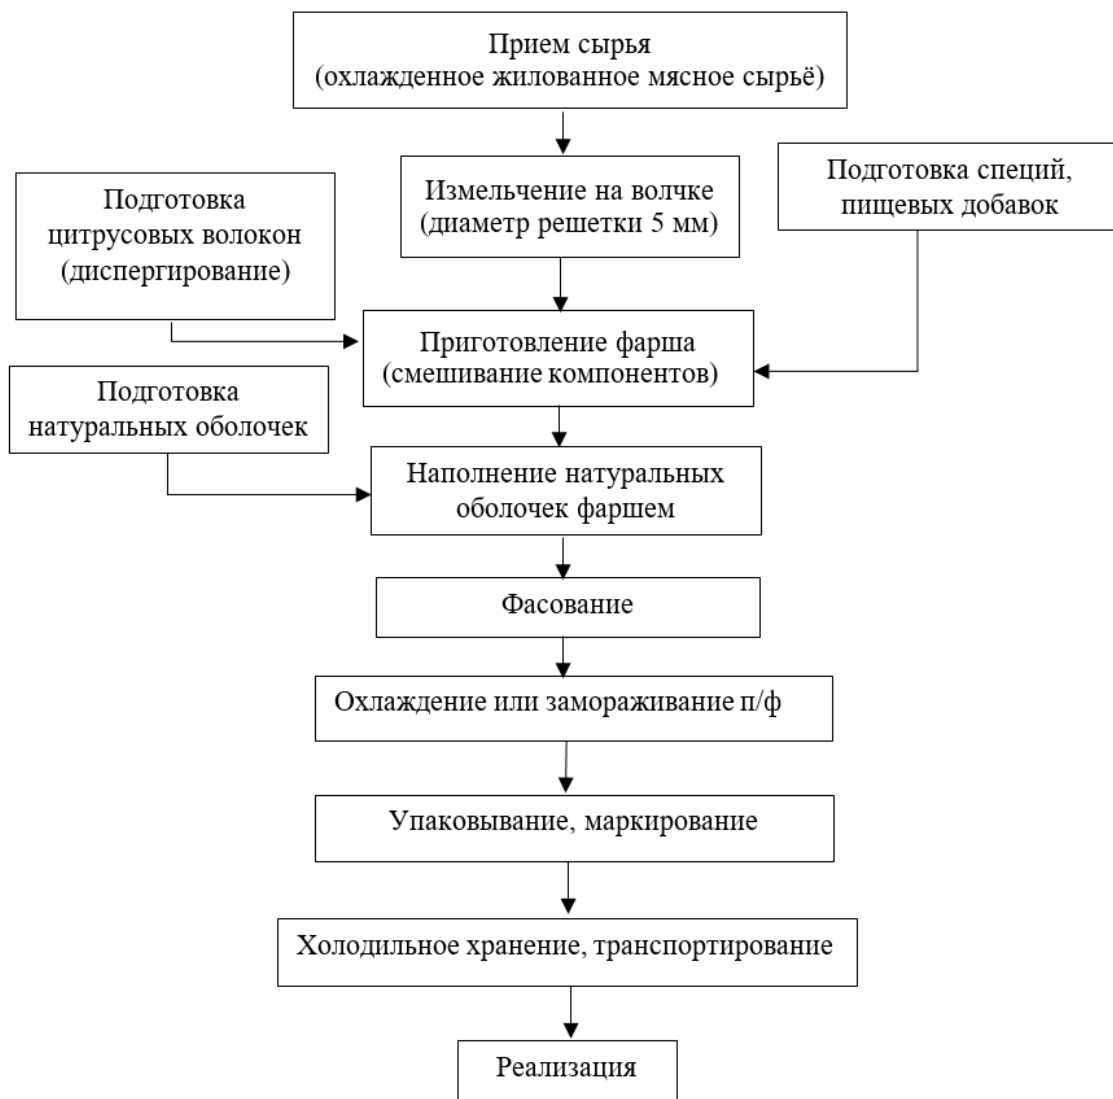 Прием сырья
(охлажденное жилованное мясное сырьё)
Измельчение на волчке
(диаметр решетки 5 мм)
Подготовка специй,
пищевых добавок
Подготовка
цитрусовых волокон
(диспергирование)
Приготовление фарша
(смешивание компонентов)
Подготовка
натуральных оболочек
Наполнение натуральных
оболочек фаршем
Фасование
Охлаждение или замораживание п/ф
Упаковывание, маркирование
Холодильное хранение, транспортирование
Реализация